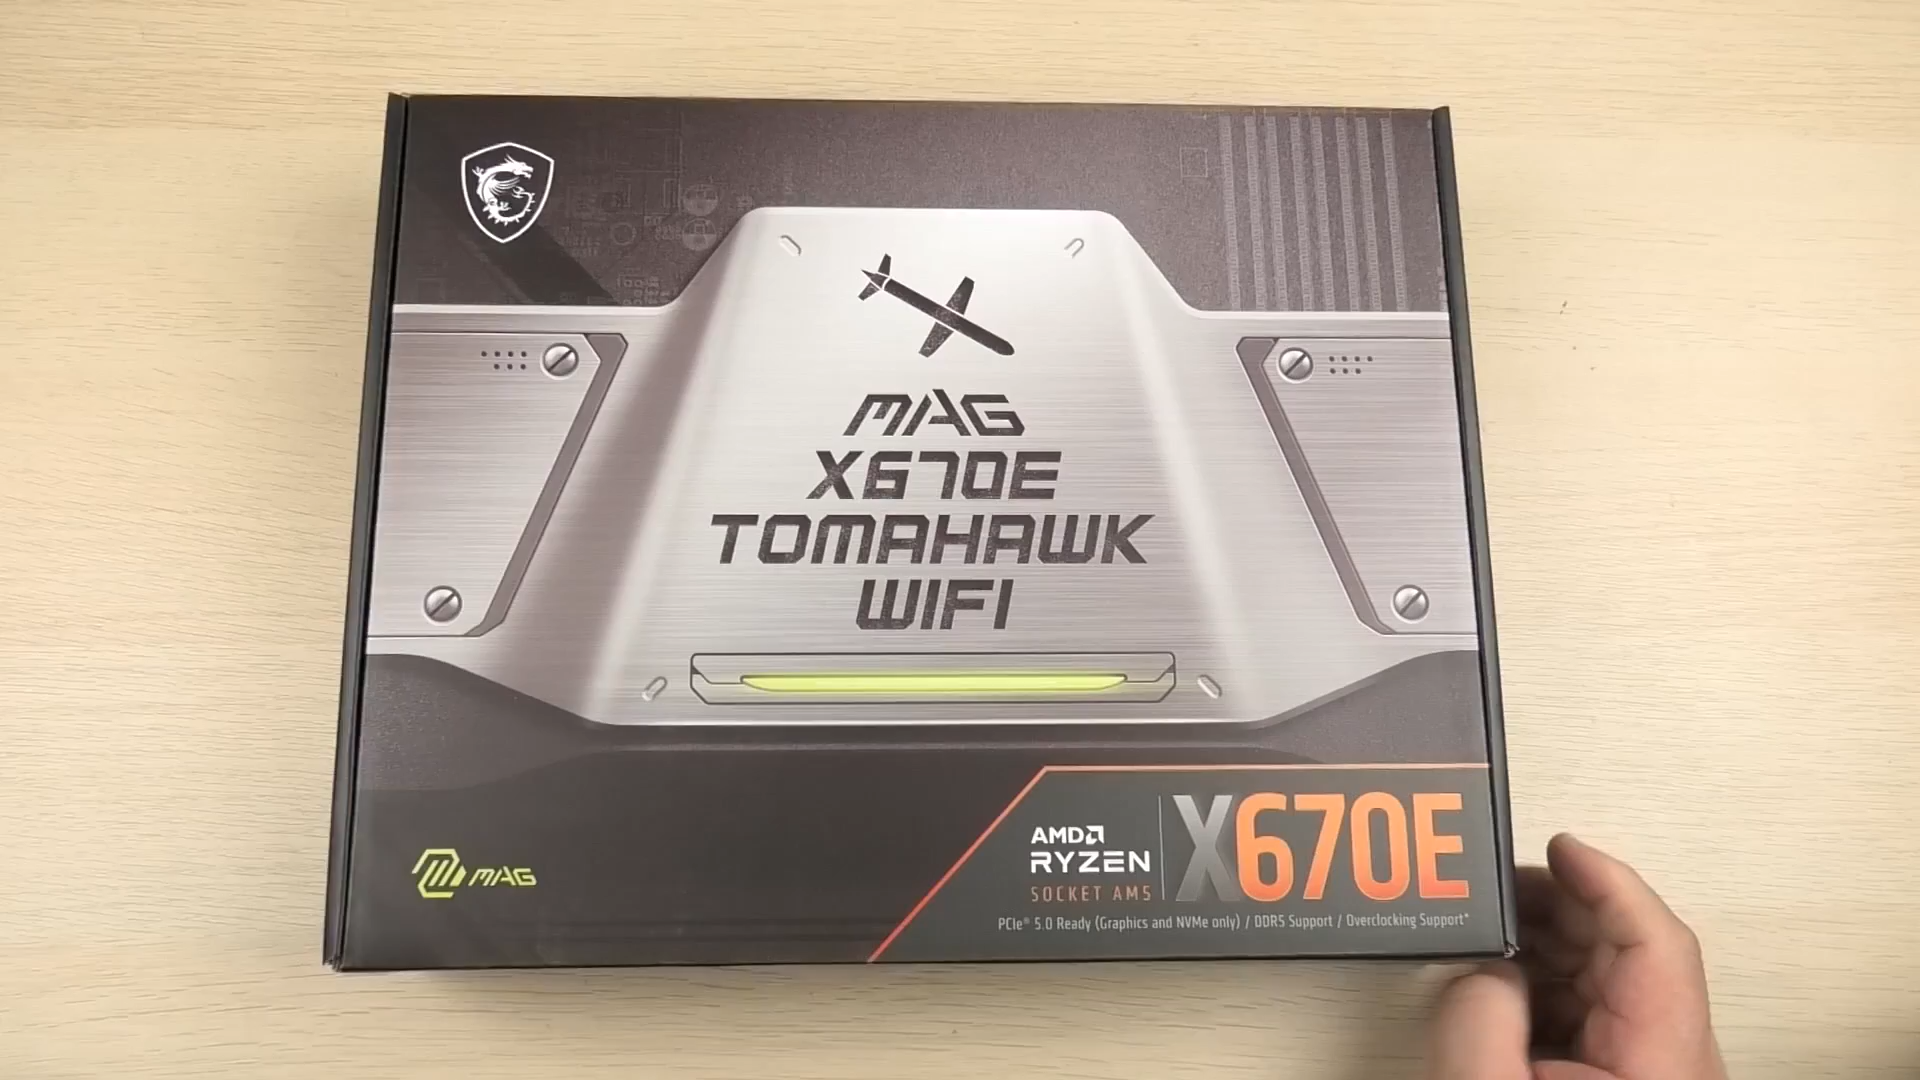 MAG
X670E
TOMAHAWK
WIFI
MAG
AMD
RYZEN
SOCKET AM5
X670E
PCIe® 5.0 Ready (Graphics and NVMe only) / DDR5 Support / Overclocking Support*